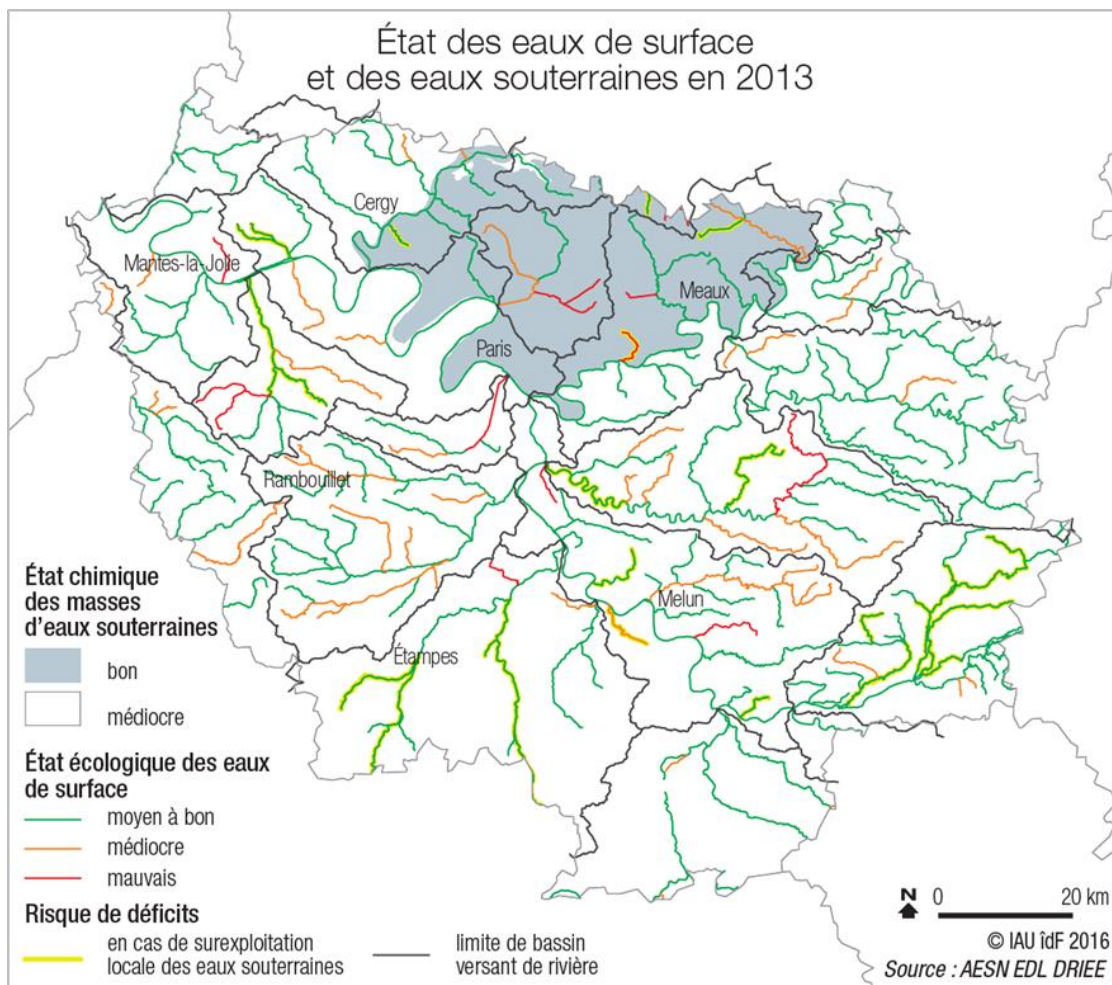 État des eaux de surface
et des eaux souterraines en 2013
Cergy
Mantes-la-Jolie
Meaux
Paris
Rambouillet
Melun
Étampes
État chimique
des masses
d'eaux souterraines
bon
médiocre
État écologique des eaux
de surface
moyen à bon
médiocre
mauvais
Risque de déficits
en cas de surexploitation
locale des eaux souterraines
limite de bassin
versant de rivière
N
0 20 km
© IAU îdF 2016
Source : AESN EDL DRIEE